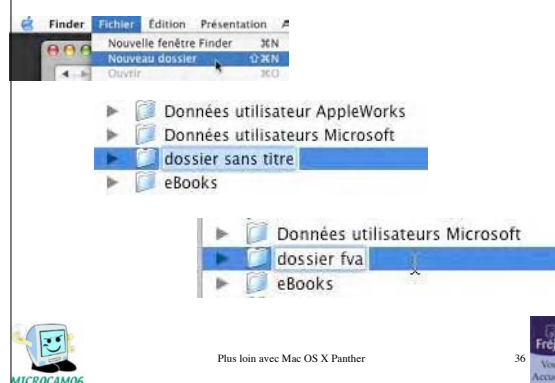 Finder Fichier Édition Présentation
Nouvelle fenêtre Finder ⌘N
Nouveau dossier ⇧⌘N
Ouvrir ⌘O
Données utilisateur AppleWorks
Données utilisateurs Microsoft
dossier sans titre
eBooks
Données utilisateurs Microsoft
dossier fva
eBooks
Plus loin avec Mac OS X Panther 36
MICROCAM06